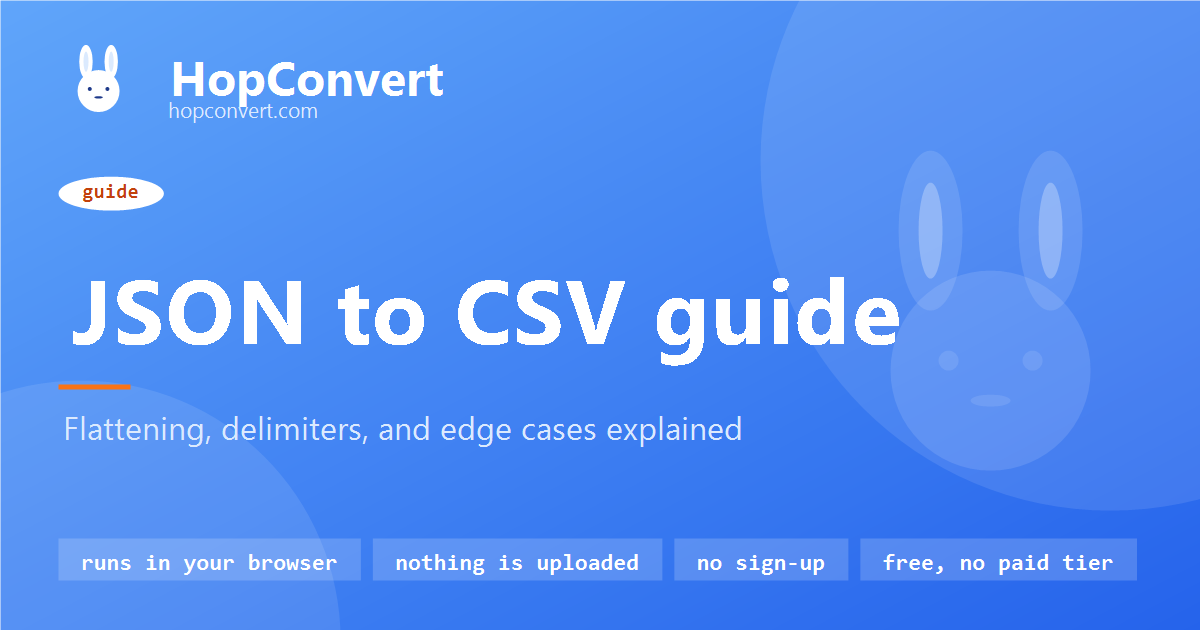 HopConvert
hopconvert.com
guide
JSON to CSV guide
Flattening, delimiters, and edge cases explained
runs in your browser
nothing is uploaded
no sign-up
free, no paid tier